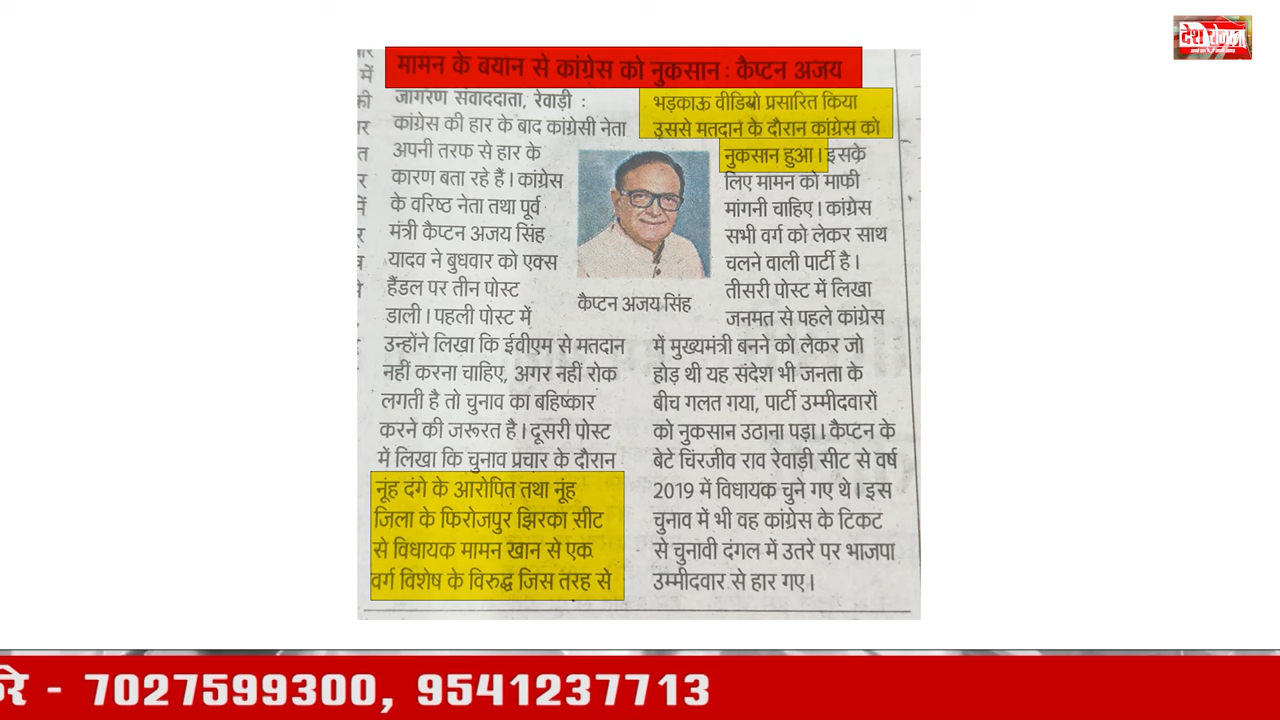 देश रोजाना
मामन के बयान से कांग्रेस को नुकसान : कैप्टन अजय
जागरण संवाददाता, रेवाड़ी :
कांग्रेस की हार के बाद कांग्रेसी नेता
अपनी तरफ से हार के
कारण बता रहे हैं। कांग्रेस
के वरिष्ठ नेता तथा पूर्व
मंत्री कैप्टन अजय सिंह
यादव ने बुधवार को एक्स
हैंडल पर तीन पोस्ट
डाली। पहली पोस्ट में
उन्होंने लिखा कि ईवीएम से मतदान
नहीं करना चाहिए, अगर नहीं रोक
लगती है तो चुनाव का बहिष्कार
करने की जरूरत है। दूसरी पोस्ट
में लिखा कि चुनाव प्रचार के दौरान
नूंह दंगे के आरोपित तथा नूंह
जिला के फिरोजपुर झिरका सीट
से विधायक मामन खान से एक
वर्ग विशेष के विरुद्ध जिस तरह से
कैप्टन अजय सिंह
भड़काऊ वीडियो प्रसारित किया
उससे मतदान के दौरान कांग्रेस को
नुकसान हुआ। इसके
लिए मामन को माफी
मांगनी चाहिए। कांग्रेस
सभी वर्ग को लेकर साथ
चलने वाली पार्टी है।
तीसरी पोस्ट में लिखा
जनमत से पहले कांग्रेस
में मुख्यमंत्री बनने को लेकर जो
होड़ थी यह संदेश भी जनता के
बीच गलत गया, पार्टी उम्मीदवारों
को नुकसान उठाना पड़ा। कैप्टन के
बेटे चिंरजीव राव रेवाड़ी सीट से वर्ष
2019 में विधायक चुने गए थे। इस
चुनाव में भी वह कांग्रेस के टिकट
से चुनावी दंगल में उतरे पर भाजपा
उम्मीदवार से हार गए।
रे - 7027599300, 9541237713